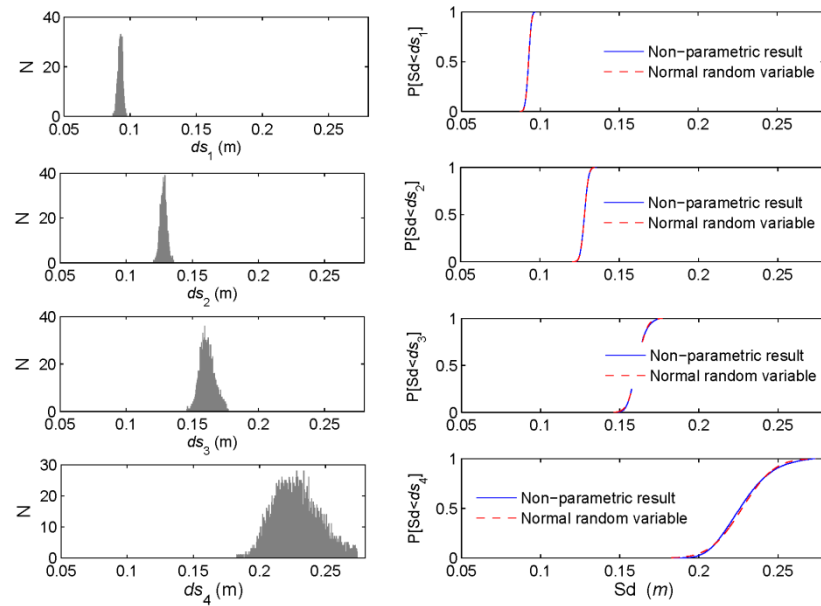 40
20
0
N
0.05 0.1 0.15 0.2 0.25
ds1 (m)
1
0.5
0
P[Sd<ds1]
Non-parametric result
Normal random variable
0.05 0.1 0.15 0.2 0.25
40
20
0
N
0.05 0.1 0.15 0.2 0.25
ds2 (m)
1
0.5
0
P[Sd<ds2]
Non-parametric result
Normal random variable
0.05 0.1 0.15 0.2 0.25
40
20
0
N
0.05 0.1 0.15 0.2 0.25
ds3 (m)
1
0.5
0
P[Sd<ds3]
Non-parametric result
Normal random variable
0.05 0.1 0.15 0.2 0.25
30
20
10
0
N
0.05 0.1 0.15 0.2 0.25
ds4 (m)
1
0.5
0
P[Sd<ds4]
Non-parametric result
Normal random variable
0.05 0.1 0.15 0.2 0.25
Sd (m)